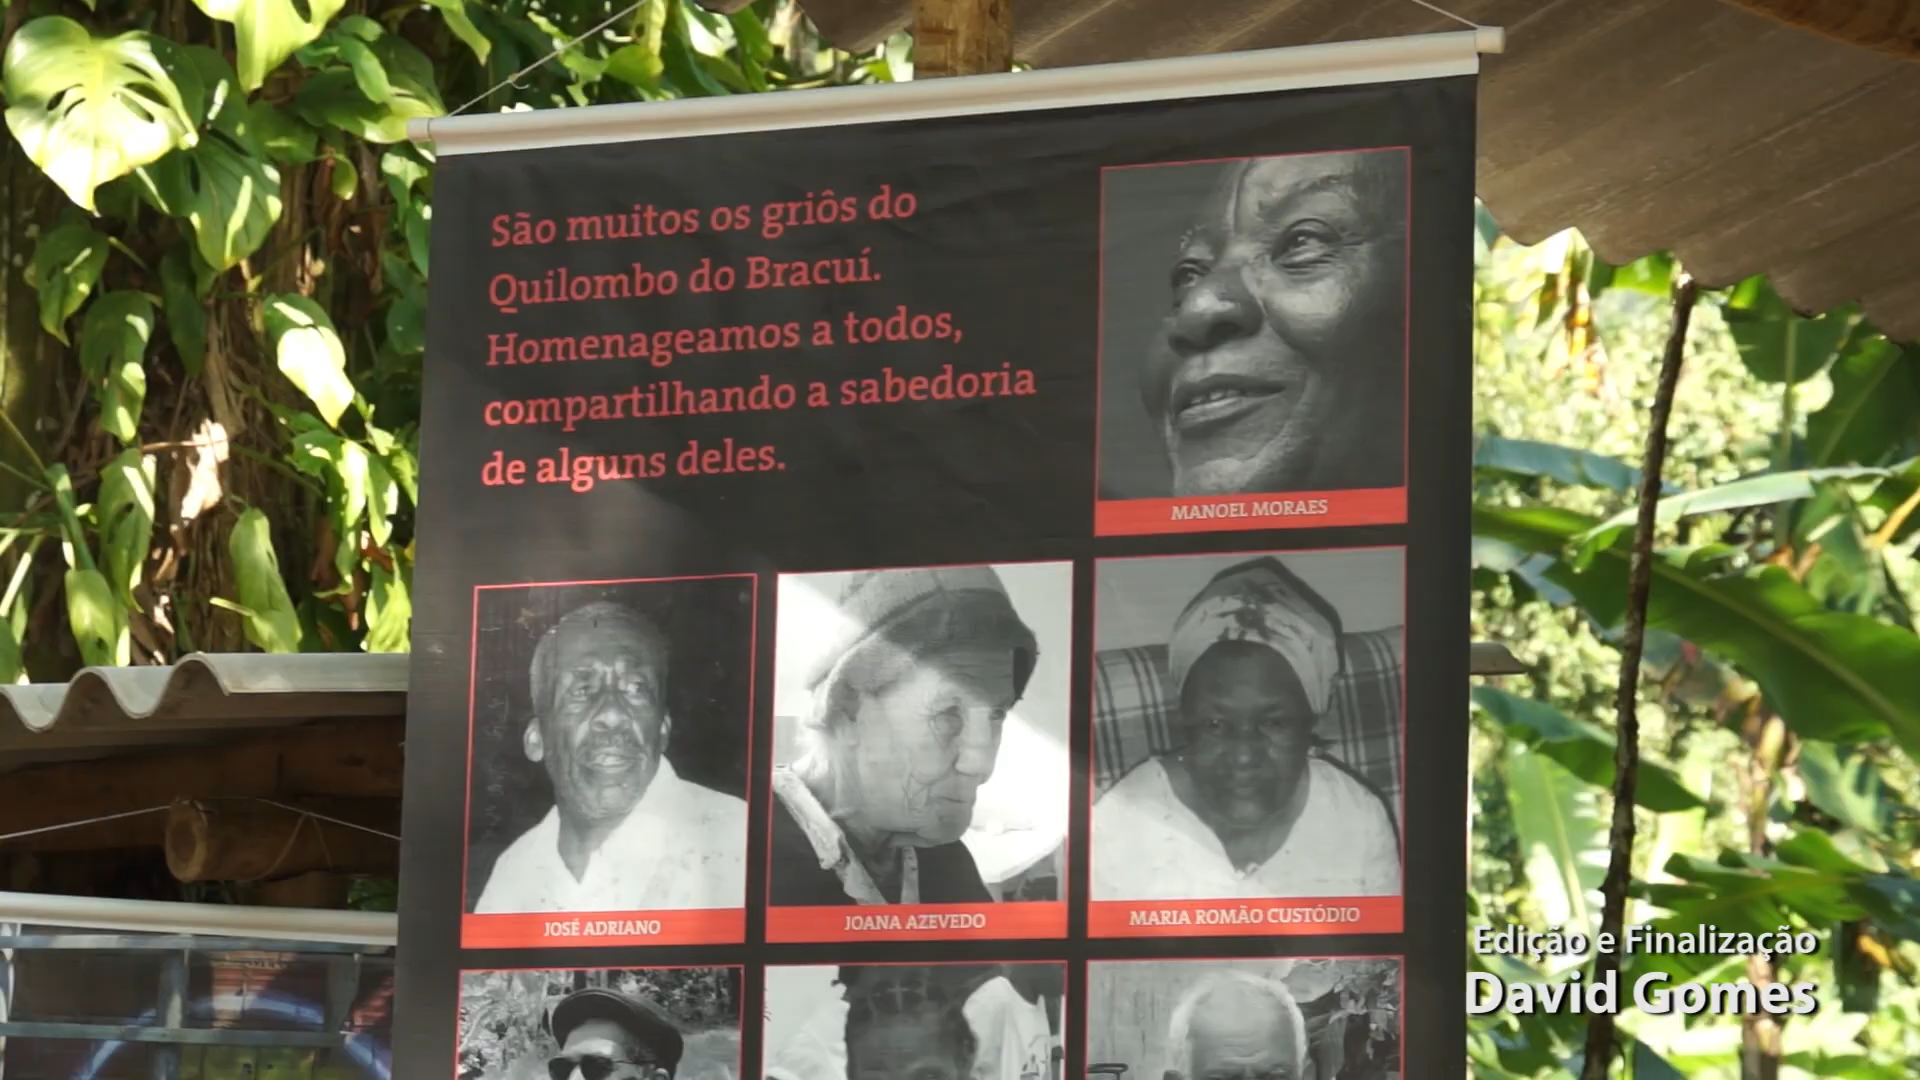 São muitos os griôs do
Quilombo do Bracuí.
Homenageamos a todos,
compartilhando a sabedoria
de alguns deles.
MANOEL MORAES
JOSÉ ADRIANO
JOANA AZEVEDO
MARIA ROMÃO CUSTÓDIO
Edição e Finalização
David Gomes